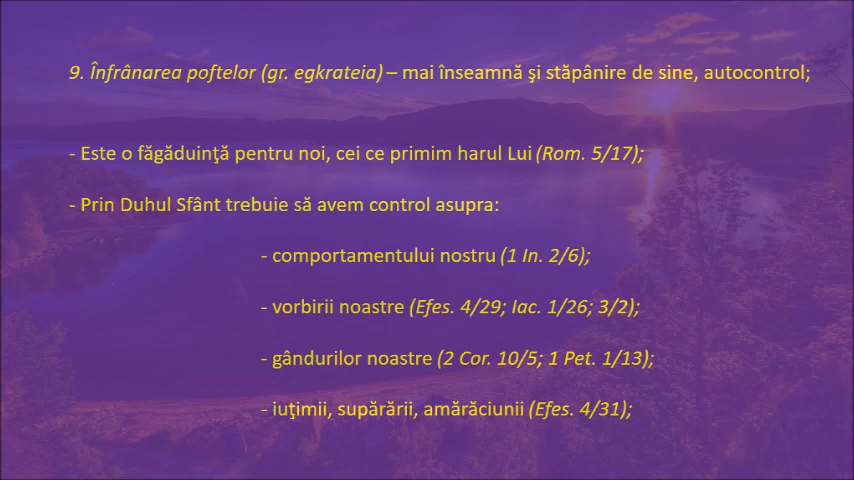 9. Înfrânarea poftelor (gr. egkrateia) – mai înseamnă şi stăpânire de sine, autocontrol;
- Este o făgăduinţă pentru noi, cei ce primim harul Lui (Rom. 5/17);
- Prin Duhul Sfânt trebuie să avem control asupra:
- comportamentului nostru (1 In. 2/6);
- vorbirii noastre (Efes. 4/29; Iac. 1/26; 3/2);
- gândurilor noastre (2 Cor. 10/5; 1 Pet. 1/13);
- iuţimii, supărării, amărăciunii (Efes. 4/31);